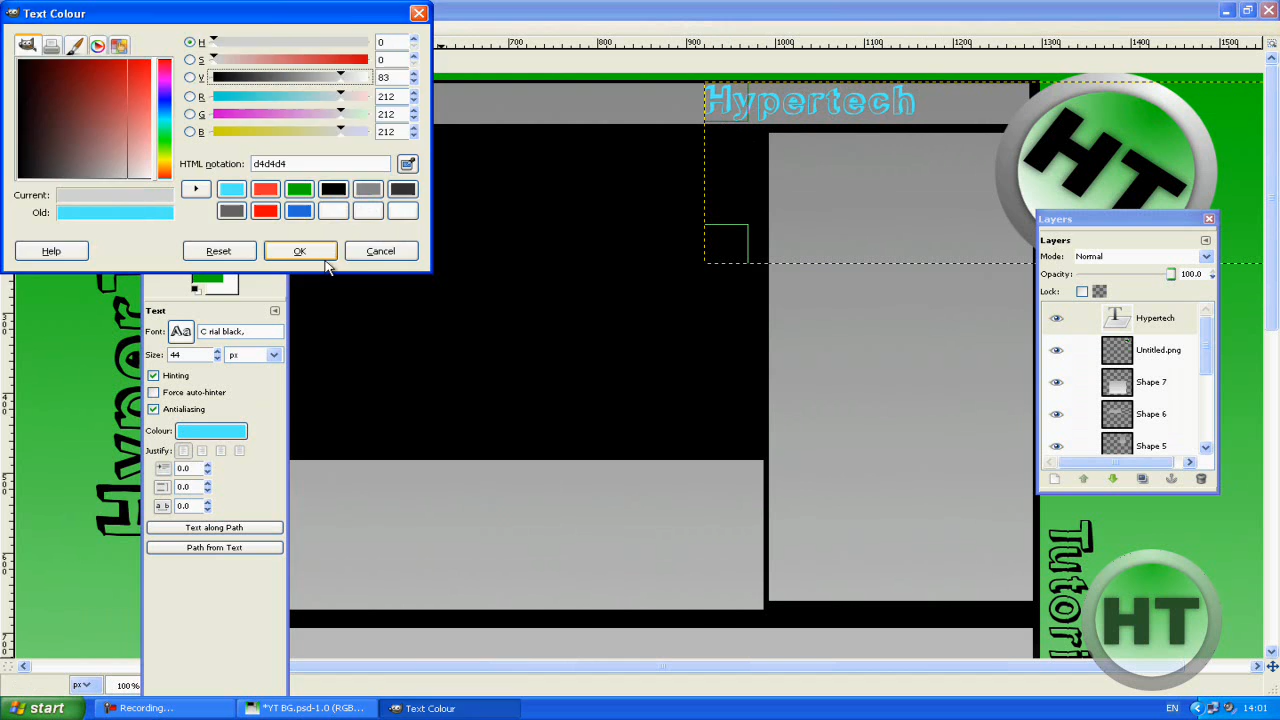 Text Colour
H 0
S 0
V 83
R 212
G 212
B 212
HTML notation: d4d4d4
Current:
Old:
Help
Reset
OK
Cancel
700
800
900
1000
1100
1200
1300
1400
1500
Hypertech
HT
Text
Font: Aa C rial black,
Size: 44 px
Hinting
Force auto-hinter
Antialiasing
Colour:
Justify:
0.0
0.0
0.0
Text along Path
Path from Text
Layers
Layers
Mode: Normal
Opacity: 100.0
Lock:
Hypertech
Untitled.png
Shape 7
Shape 6
Shape 5
Tutori
HT
px 100%
start
Recording...
*YT BG.psd-1.0 (RGB...
Text Colour
EN
14:01